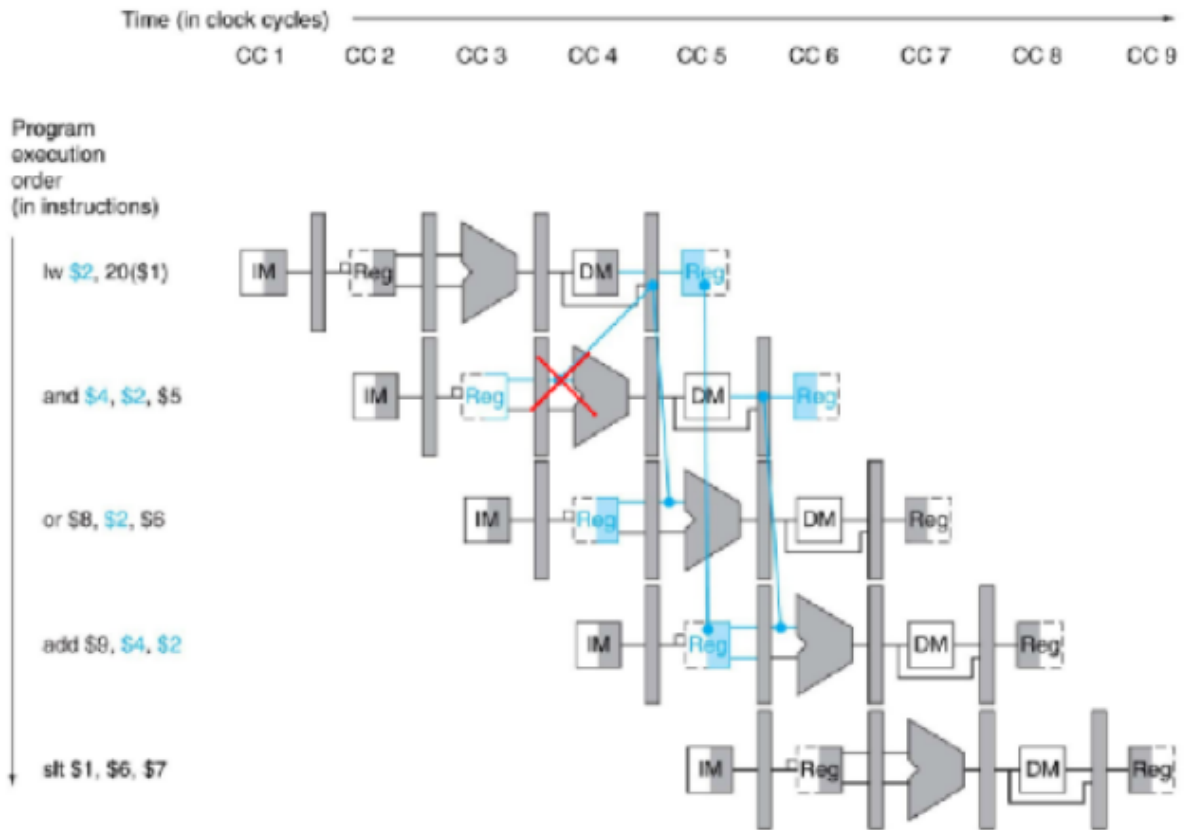 Time (in clock cycles)
CC 1 CC 2 CC 3 CC 4 CC 5 CC 6 CC 7 CC 8 CC 9
Program
execution
order
(in instructions)
lw $2, 20($1)
IM Reg DM Reg
and $4, $2, $5
IM Reg DM Reg
or $8, $2, $6
IM Reg DM Reg
add $9, $4, $2
IM Reg DM Reg
slt $1, $6, $7
IM Reg DM Reg